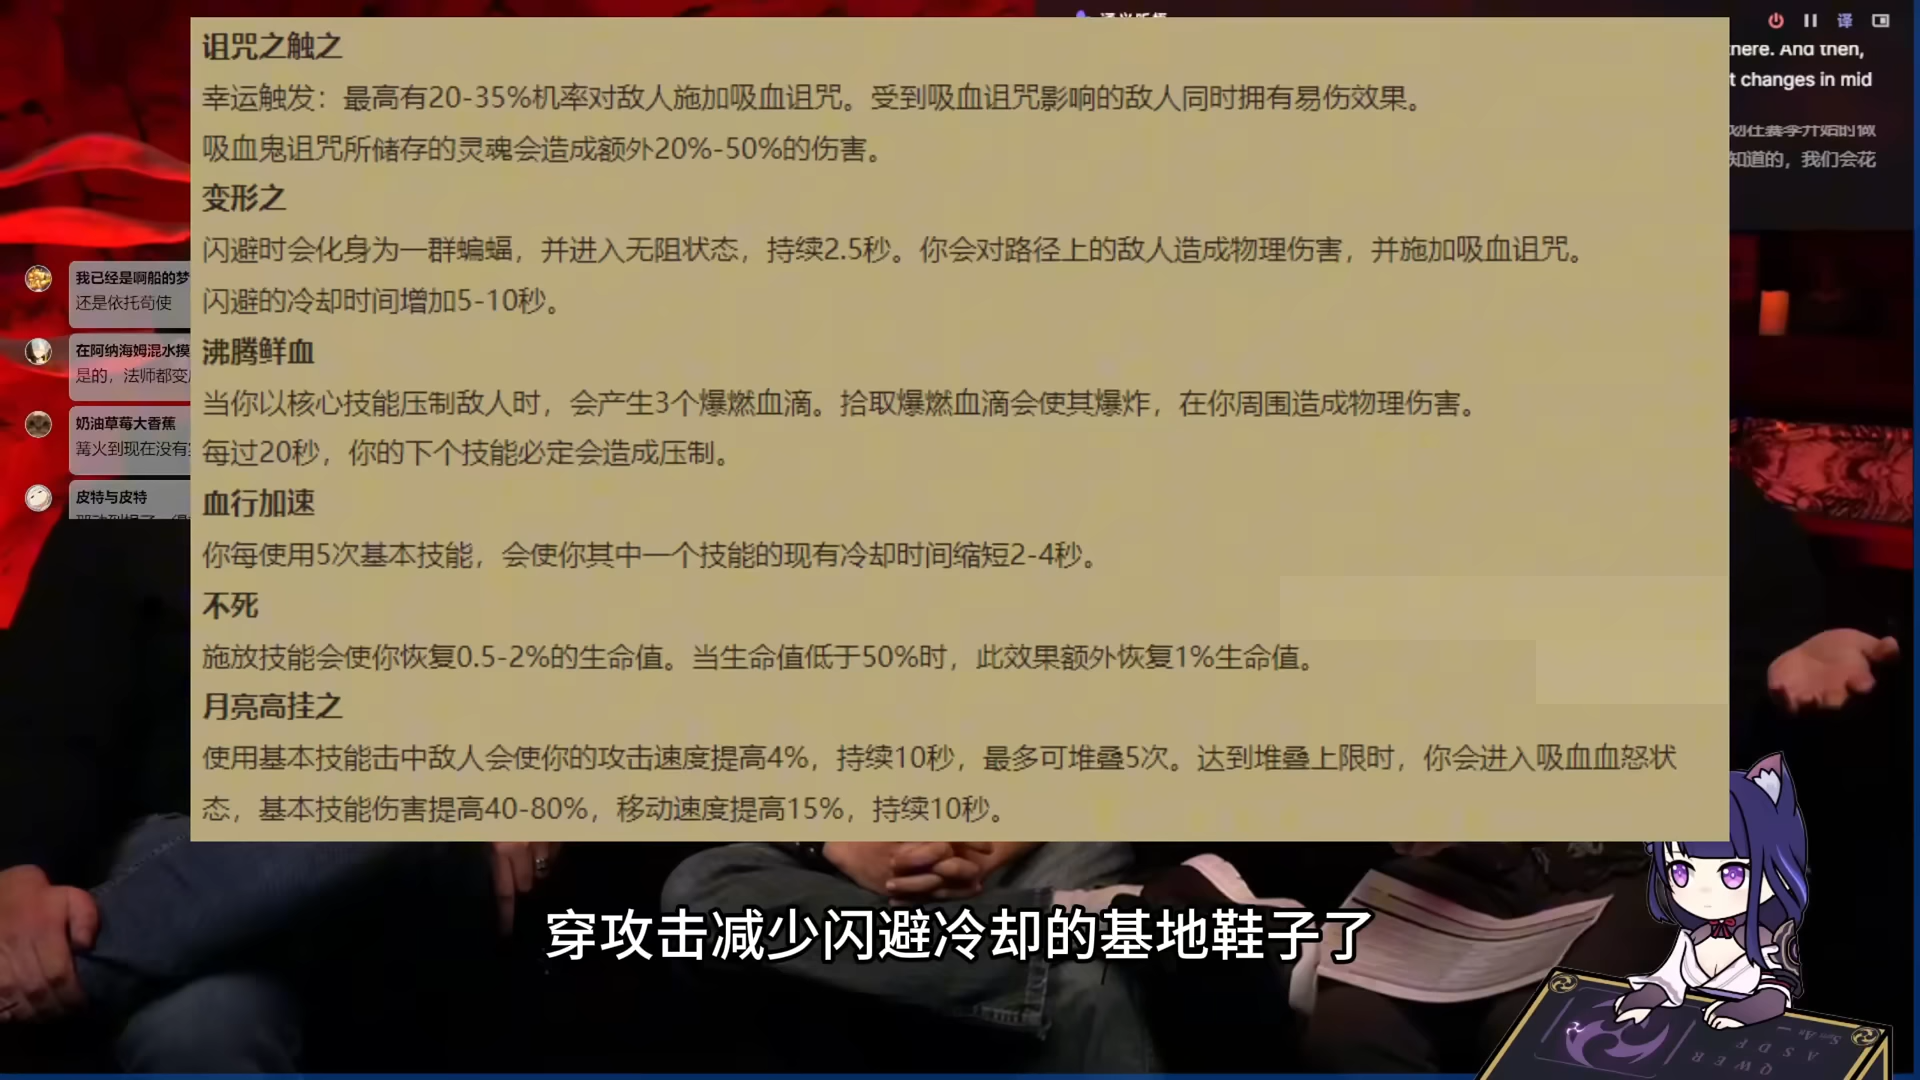 诅咒之触之
幸运触发：最高有20-35%机率对敌人施加吸血诅咒。受到吸血诅咒影响的敌人同时拥有易伤效果。
吸血鬼诅咒所储存的灵魂会造成额外20%-50%的伤害。
变形之
闪避时会化身为一群蝙蝠，并进入无阻状态，持续2.5秒。你会对路径上的敌人造成物理伤害，并施加吸血诅咒。
闪避的冷却时间增加5-10秒。
沸腾鲜血
当你以核心技能压制敌人时，会产生3个爆燃血滴。拾取爆燃血滴会使其爆炸，在你周围造成物理伤害。
每过20秒，你的下个技能必定会造成压制。
血行加速
你每使用5次基本技能，会使你其中一个技能的现有冷却时间缩短2-4秒。
不死
施放技能会使你恢复0.5-2%的生命值。当生命值低于50%时，此效果额外恢复1%生命值。
月亮高挂之
使用基本技能击中敌人会使你的攻击速度提高4%，持续10秒，最多可堆叠5次。达到堆叠上限时，你会进入吸血血怒状
态，基本技能伤害提高40-80%，移动速度提高15%，持续10秒。
我已经是啊船的梦
还是依托荀使
在阿纳海姆混水摸
是的，法师都变
奶油草莓大香蕉
篝火到现在没有
皮特与皮特
译
here. And then,
t changes in mid
划在赛季开始时做
知道的，我们会花
穿攻击减少闪避冷却的基地鞋子了
Q W E R
A S D F